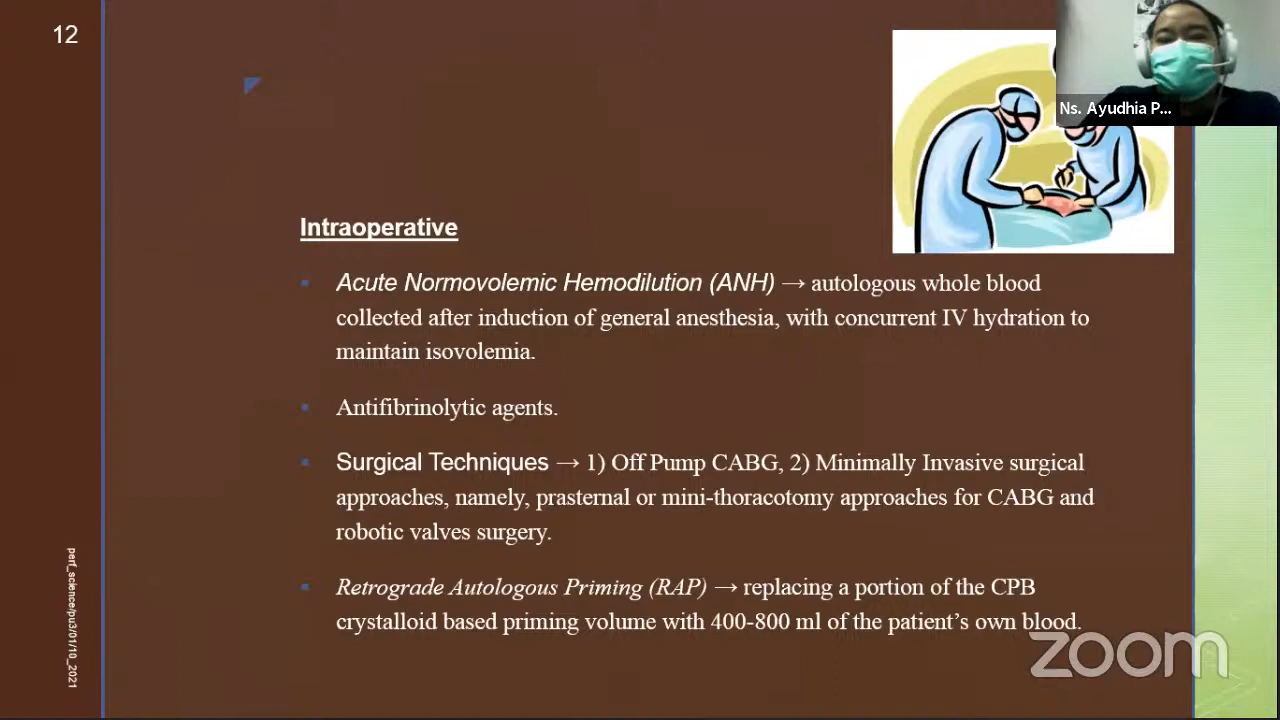 12
Ns. Ayudhia P...
Intraoperative
Acute Normovolemic Hemodilution (ANH) → autologous whole blood
collected after induction of general anesthesia, with concurrent IV hydration to
maintain isovolemia.
Antifibrinolytic agents.
Surgical Techniques → 1) Off Pump CABG, 2) Minimally Invasive surgical
approaches, namely, prasternal or mini-thoracotomy approaches for CABG and
robotic valves surgery.
Retrograde Autologous Priming (RAP) → replacing a portion of the CPB
crystalloid based priming volume with 400-800 ml of the patient's own blood.
perf_science/pu3/01/10_2021
zoom